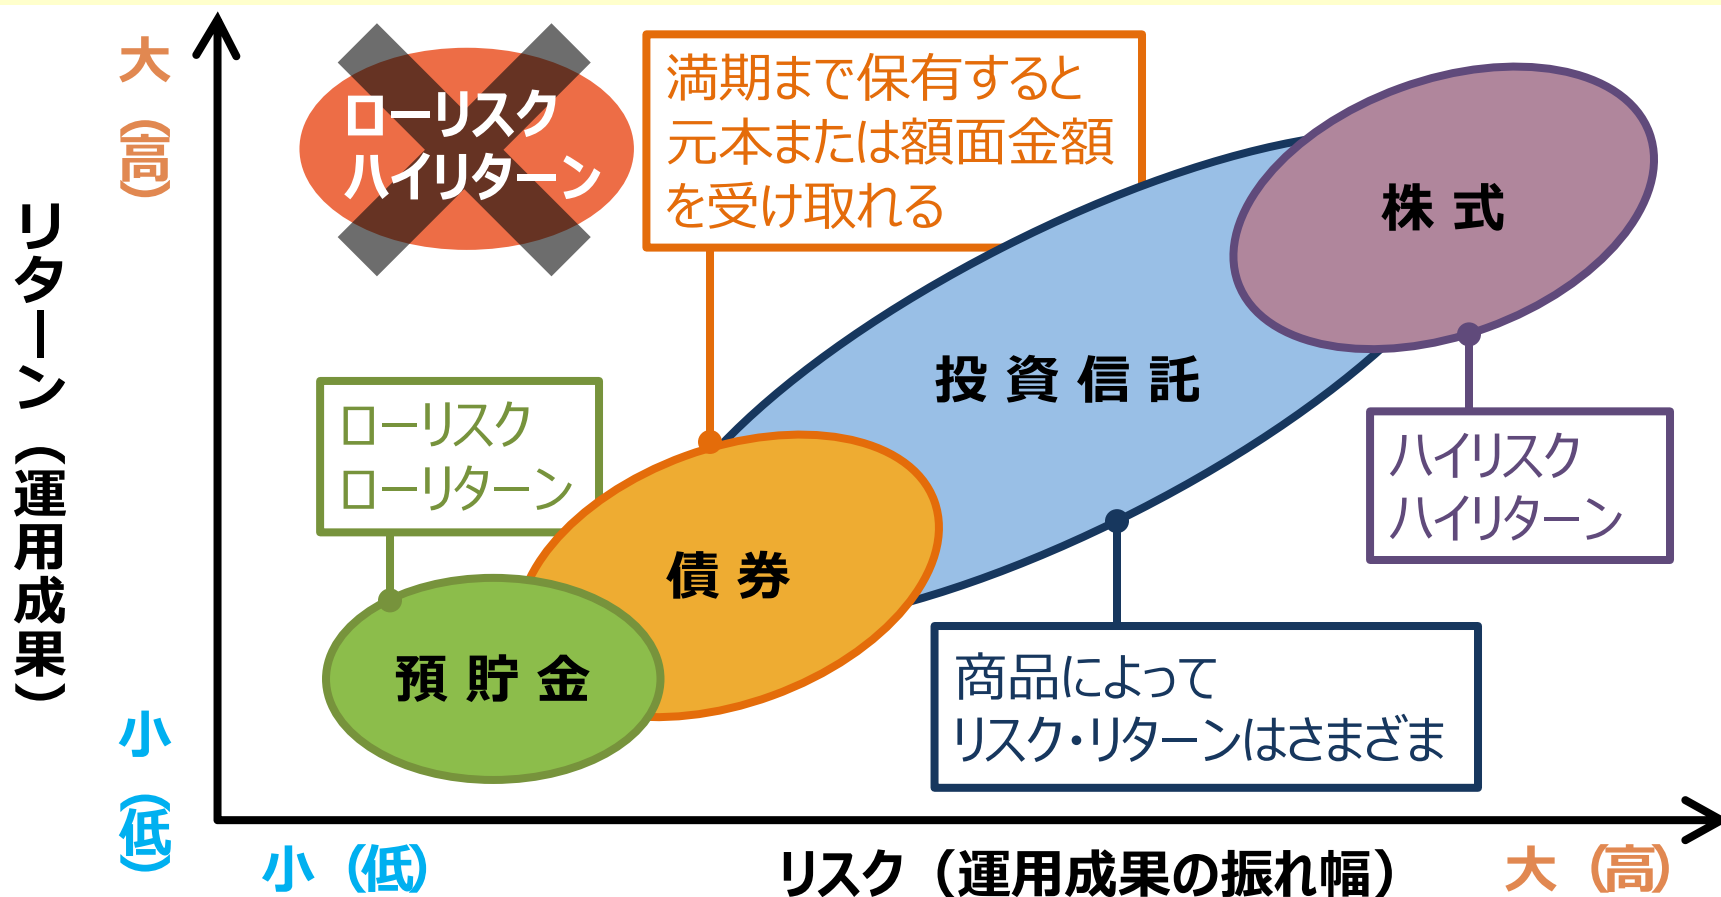 大（高）
ローリスク
ハイリターン
満期まで保有すると
元本または額面金額
を受け取れる
株式
リターン（運用成果）
投資信託
ローリスク
ローリターン
ハイリスク
ハイリターン
債券
預貯金
商品によって
リスク・リターンはさまざま
小（低）
小（低）
リスク（運用成果の振れ幅）
大（高）